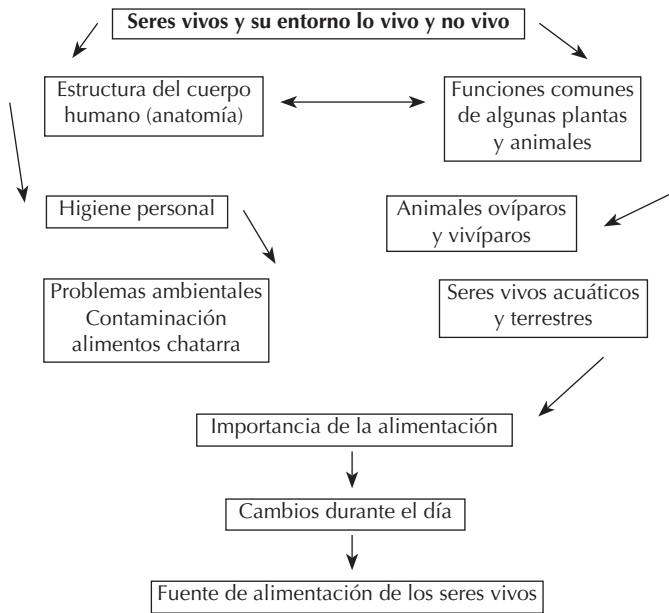 Seres vivos y su entorno lo vivo y no vivo
Estructura del cuerpo
humano (anatomía)
Funciones comunes
de algunas plantas
y animales
Higiene personal
Animales ovíparos
y vivíparos
Problemas ambientales
Contaminación
alimentos chatarra
Seres vivos acuáticos
y terrestres
Importancia de la alimentación
Cambios durante el día
Fuente de alimentación de los seres vivos